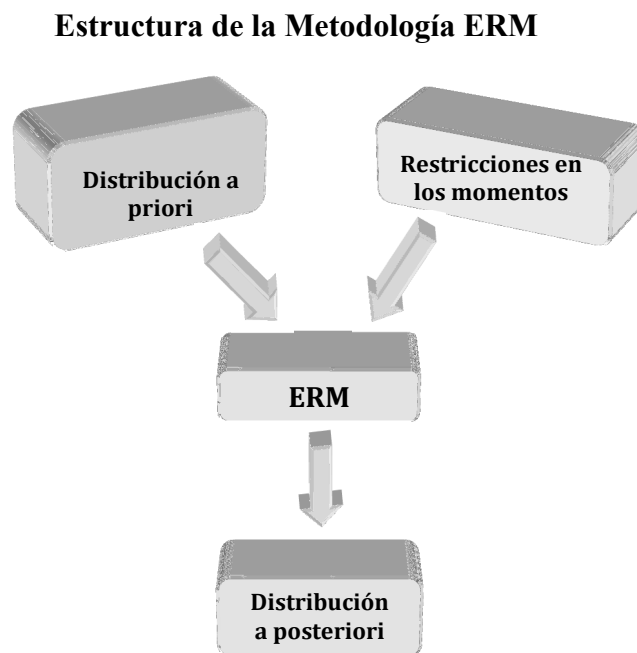 Estructura de la Metodología ERM
Distribución a
priori
Restricciones en
los momentos
ERM
Distribución
a posteriori